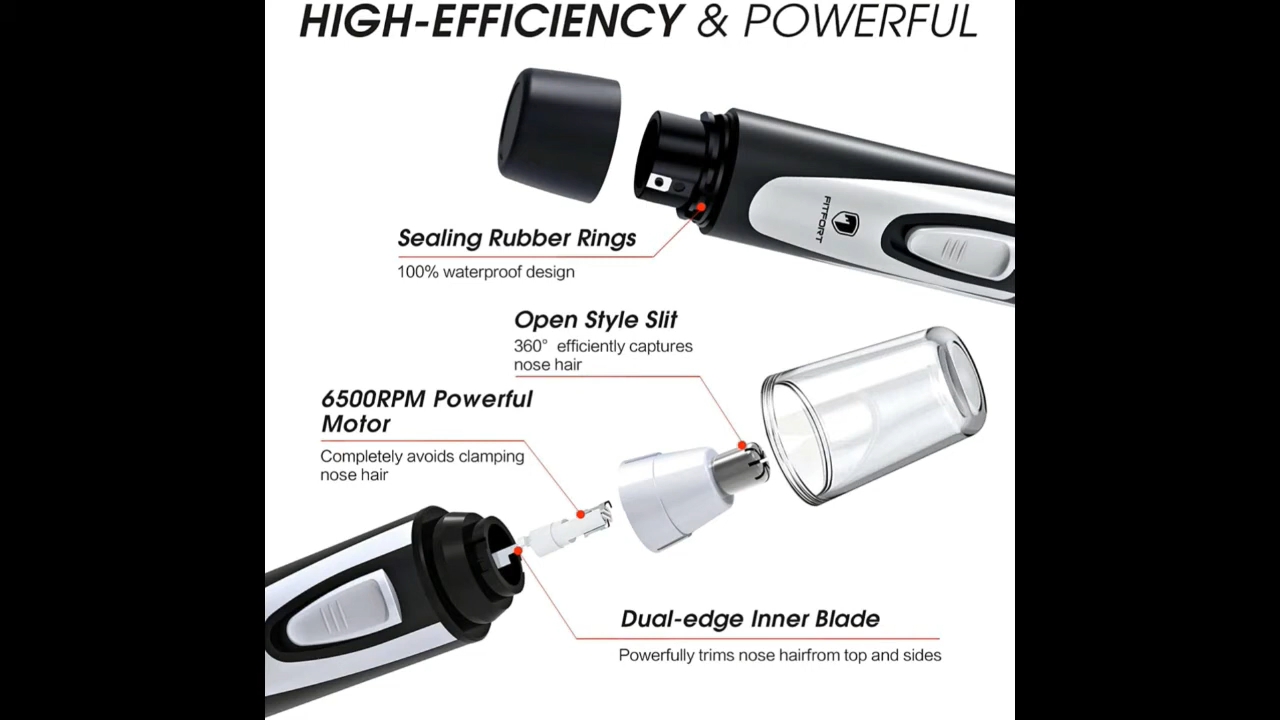 HIGH-EFFICIENCY & POWERFUL
FITFORT
Sealing Rubber Rings
100% waterproof design
Open Style Slit
360° efficiently captures
nose hair
6500RPM Powerful
Motor
Completely avoids clamping
nose hair
Dual-edge Inner Blade
Powerfully trims nose hairfrom top and sides